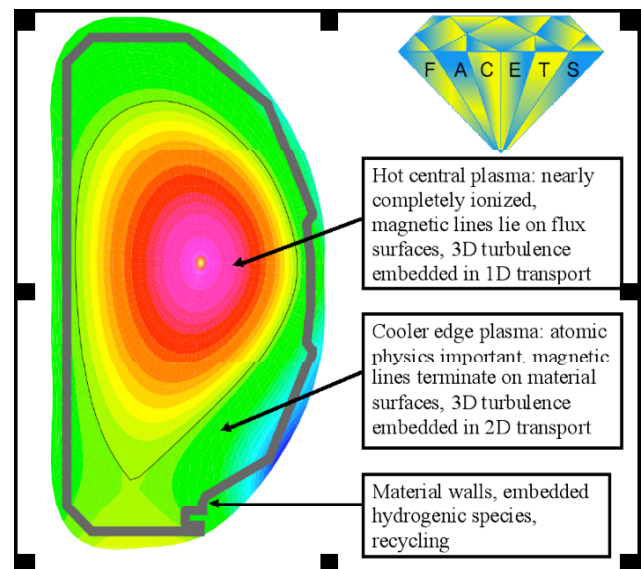 F A C E T S
Hot central plasma: nearly
completely ionized,
magnetic lines lie on flux
surfaces, 3D turbulence
embedded in 1D transport
Cooler edge plasma: atomic
physics important, magnetic
lines terminate on material
surfaces, 3D turbulence
embedded in 2D transport
Material walls, embedded
hydrogenic species,
recycling